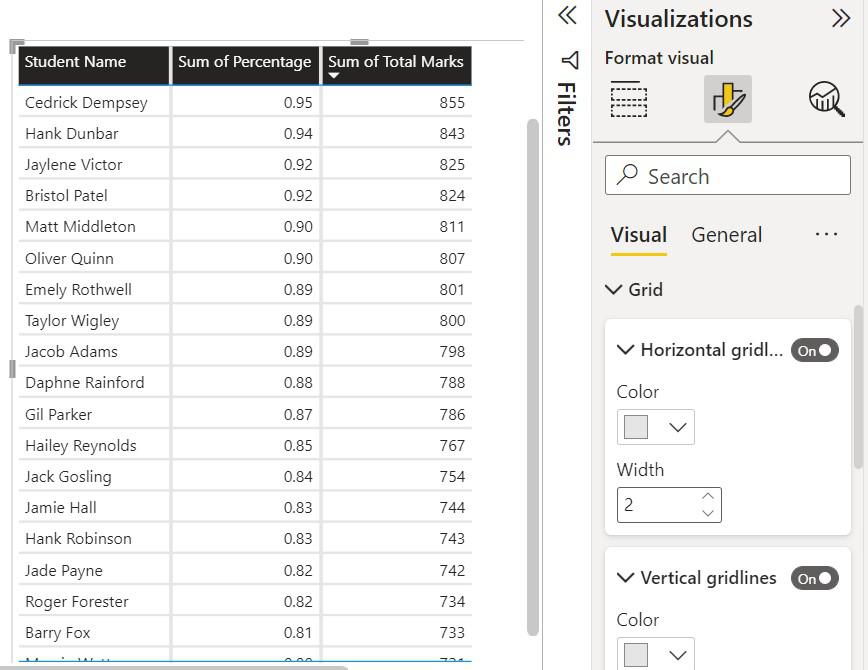 Student Name Sum of Percentage Sum of Total Marks
Cedrick Dempsey 0.95 855
Hank Dunbar 0.94 843
Jaylene Victor 0.92 825
Bristol Patel 0.92 824
Matt Middleton 0.90 811
Oliver Quinn 0.90 807
Emely Rothwell 0.89 801
Taylor Wigley 0.89 800
Jacob Adams 0.89 798
Daphne Rainford 0.88 788
Gil Parker 0.87 786
Hailey Reynolds 0.85 767
Jack Gosling 0.84 754
Jamie Hall 0.83 744
Hank Robinson 0.83 743
Jade Payne 0.82 742
Roger Forester 0.82 734
Barry Fox 0.81 733
Filters
Visualizations
Format visual
Search
Visual General
Grid
Horizontal gridl... On
Color
Width
2
Vertical gridlines On
Color